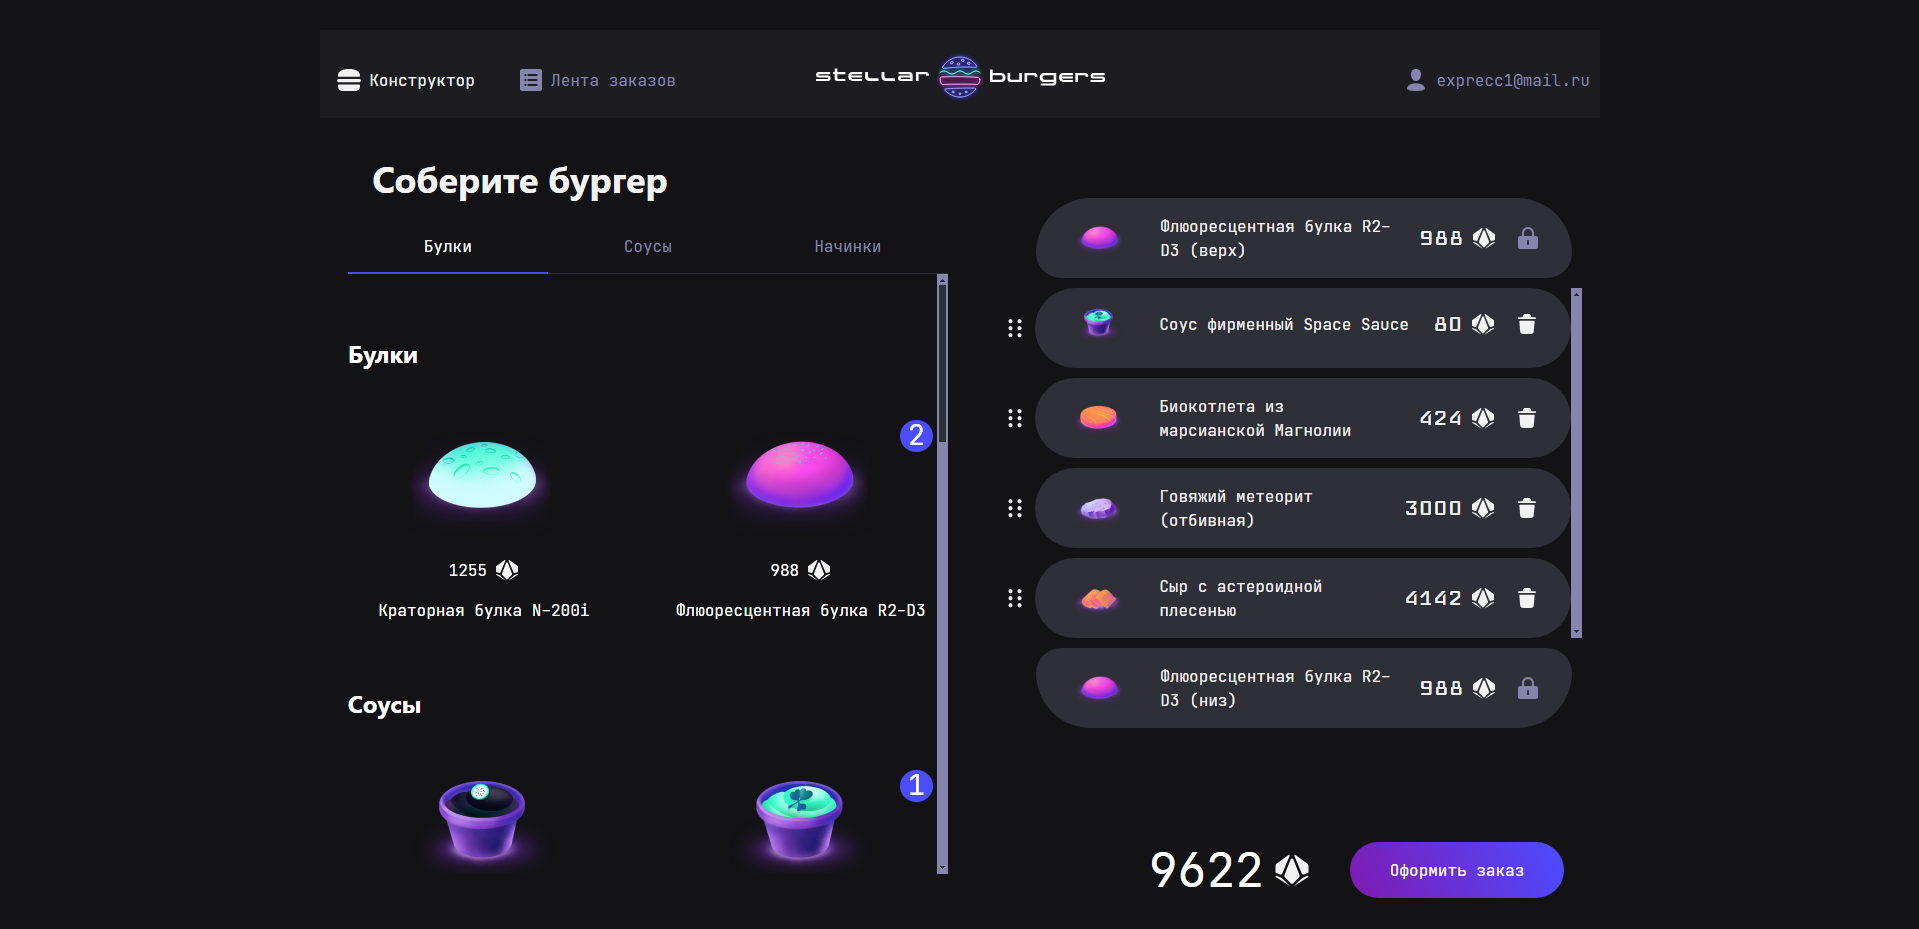 Конструктор
Лента заказов
stellar burgers
exprecc1@mail.ru
Соберите бургер
Булки
Соусы
Начинки
Булки
2
1255
988
Краторная булка N-200i
Флюоресцентная булка R2-D3
Соусы
1
Флюоресцентная булка R2-
D3 (верх)
988
Соус фирменный Space Sauce
80
Биокотлета из
марсианской Магнолии
424
Говяжий метеорит
(отбивная)
3000
Сыр с астероидной
плесенью
4142
Флюоресцентная булка R2-
D3 (низ)
988
9622
Оформить заказ